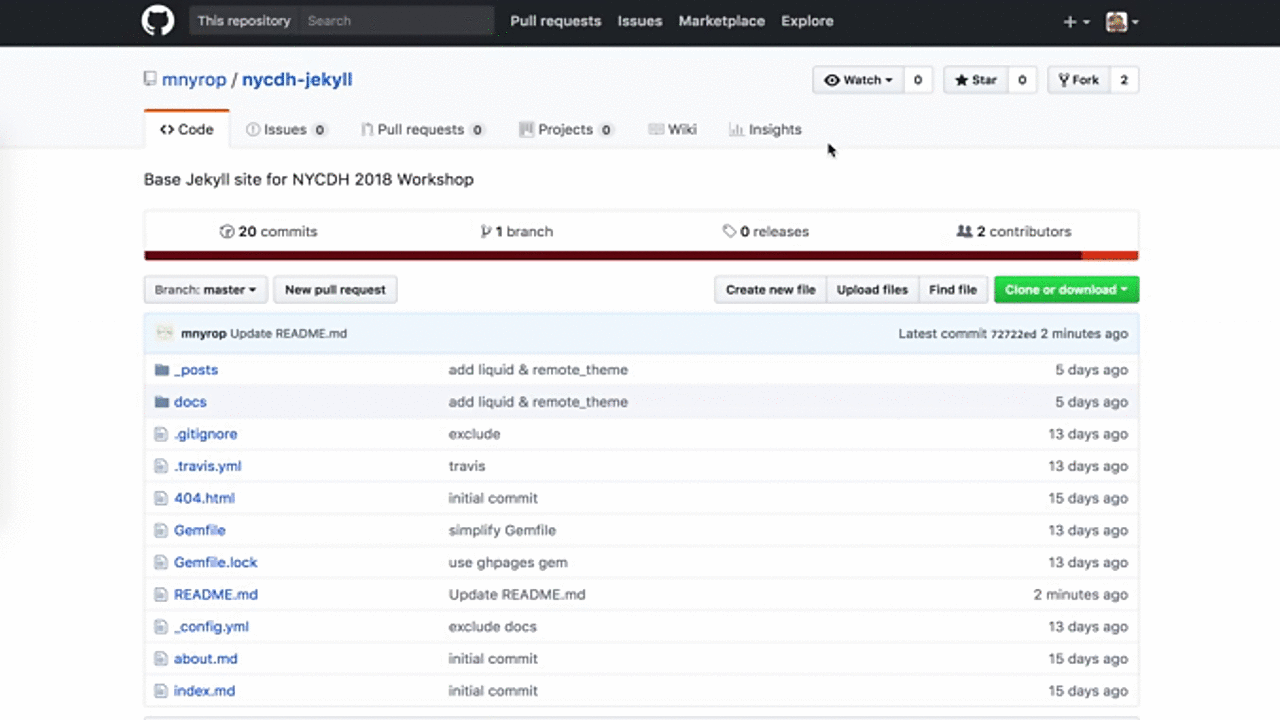 This repository Search Pull requests Issues Marketplace Explore
mnyrop / nycdh-jekyll Watch 0 Star 0 Fork 2
Code Issues 0 Pull requests 0 Projects 0 Wiki Insights
Base Jekyll site for NYCDH 2018 Workshop
20 commits 1 branch 0 releases 2 contributors
Branch: master New pull request Create new file Upload files Find file Clone or download
mnyrop Update README.md Latest commit 72722ed 2 minutes ago
_posts add liquid & remote_theme 5 days ago
docs add liquid & remote_theme 5 days ago
.gitignore exclude 13 days ago
.travis.yml travis 13 days ago
404.html initial commit 15 days ago
Gemfile simplify Gemfile 13 days ago
Gemfile.lock use ghpages gem 13 days ago
README.md Update README.md 2 minutes ago
_config.yml exclude docs 13 days ago
about.md initial commit 15 days ago
index.md initial commit 15 days ago